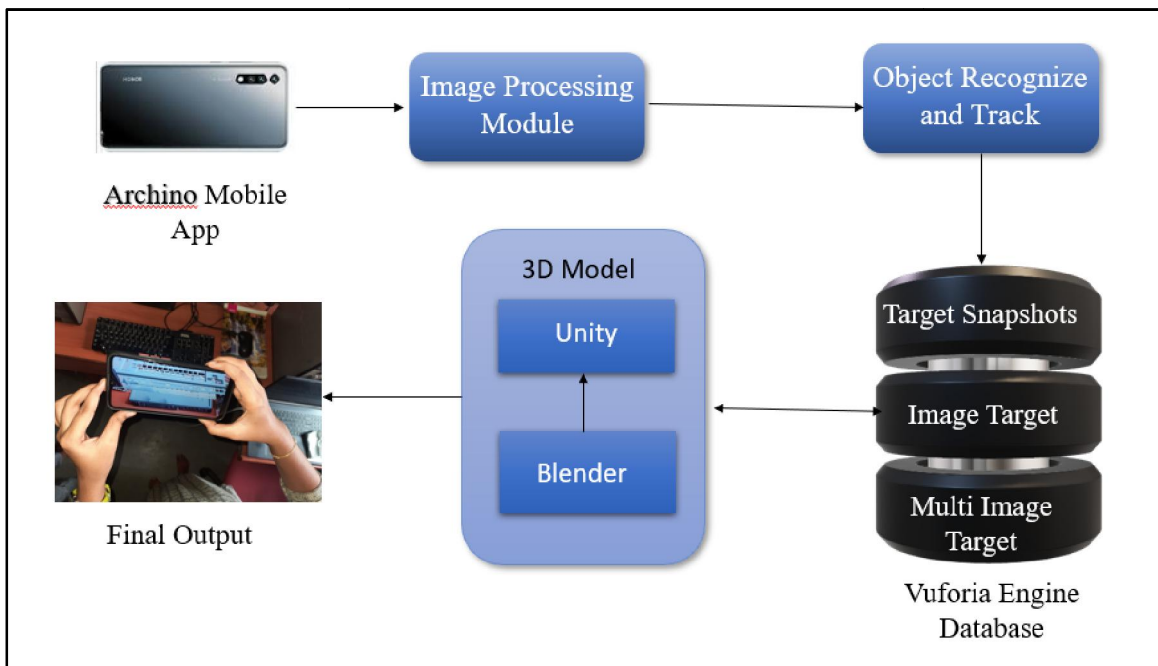 HONOR
Image Processing
Module
Object Recognize
and Track
Archino Mobile
App
3D Model
Unity
Blender
Target Snapshots
Image Target
Multi Image
Target
Final Output
Vuforia Engine
Database